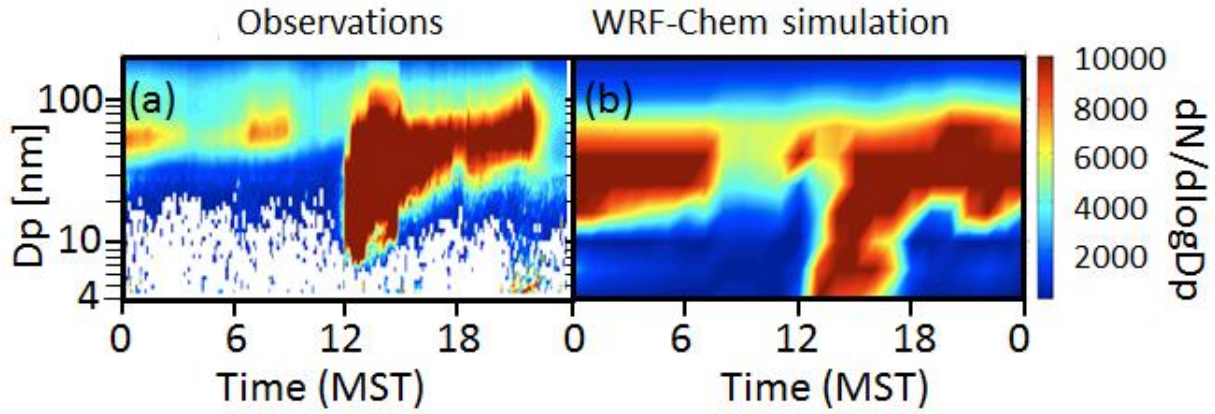 Observations WRF-Chem simulation
(a) (b)
100
10
4
Dp [nm]
10000
8000
6000
4000
2000
dN/dlogDp
0 6 12 18 0 6 12 18 0
Time (MST) Time (MST)